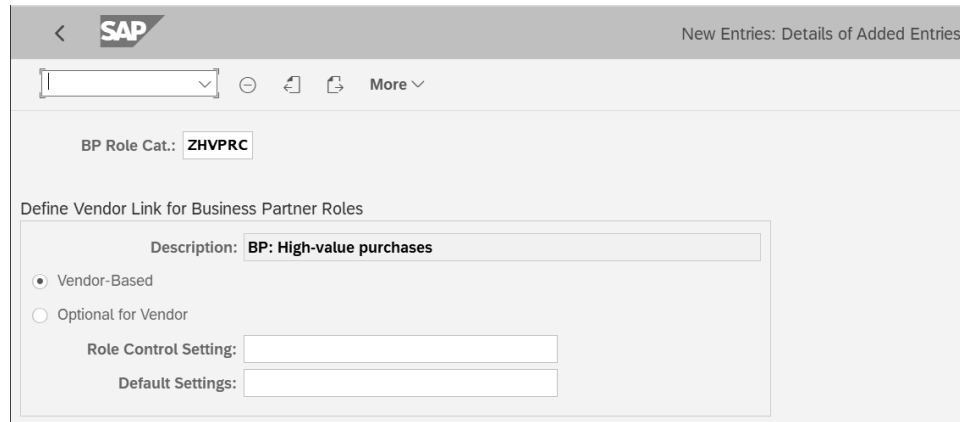 SAP
New Entries: Details of Added Entries
More
BP Role Cat.: ZHVPRC
Define Vendor Link for Business Partner Roles
Description: BP: High-value purchases
Vendor-Based
Optional for Vendor
Role Control Setting:
Default Settings: